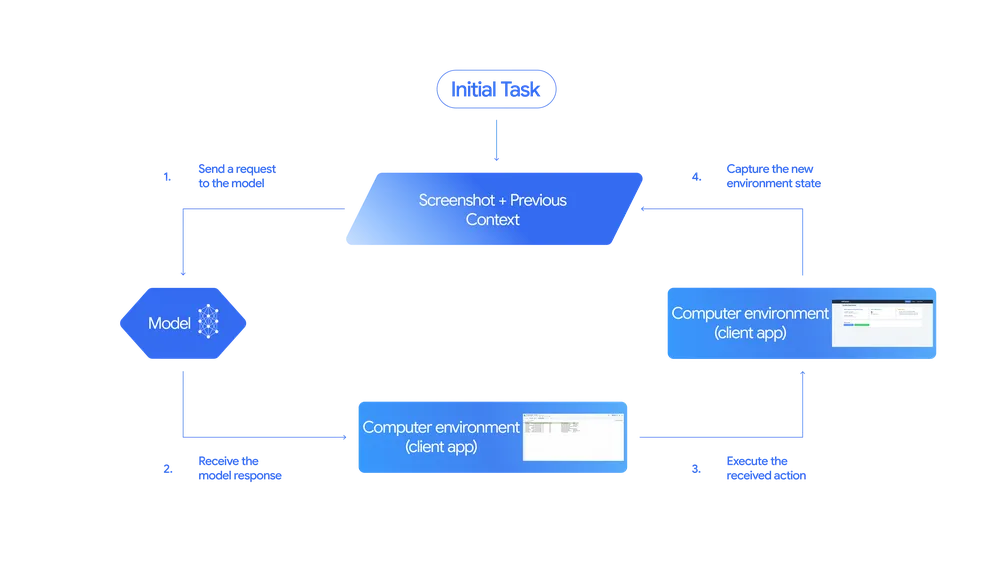 Initial Task
1.
Send a request
to the model
Screenshot + Previous
Context
4.
Capture the new
environment state
Model
Computer environment
(client app)
Computer environment
(client app)
2.
Receive the
model response
3.
Execute the
received action